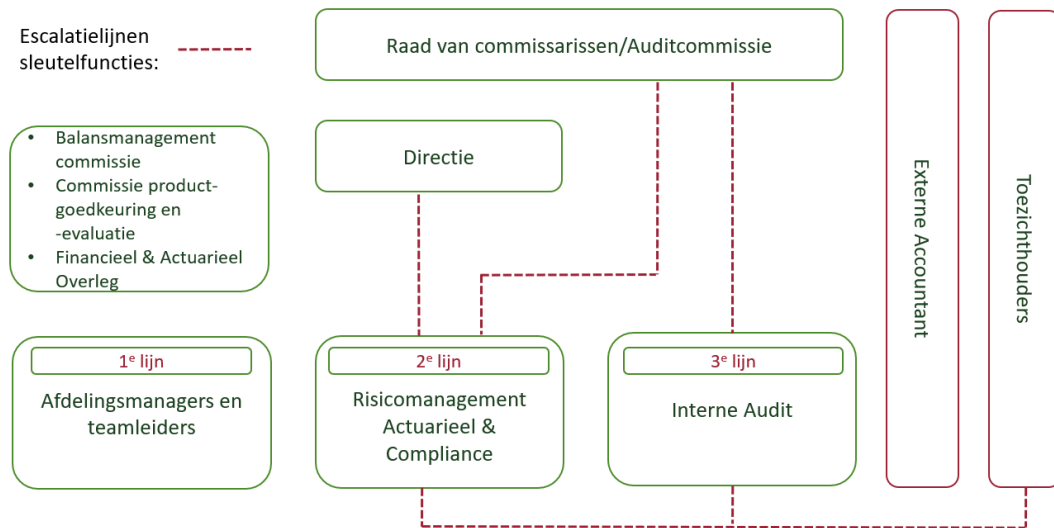 Escalatielijnen
sleutelfuncties:
Raad van commissarissen/Auditcommissie
• Balansmanagement
commissie
• Commissie product-
goedkeuring en
-evaluatie
• Financieel & Actuarieel
Overleg
Directie
1e lijn
Afdelingsmanagers en
teamleiders
2e lijn
Risicomanagement
Actuarieel &
Compliance
3e lijn
Interne Audit
Externe Accountant
Toezichthouders